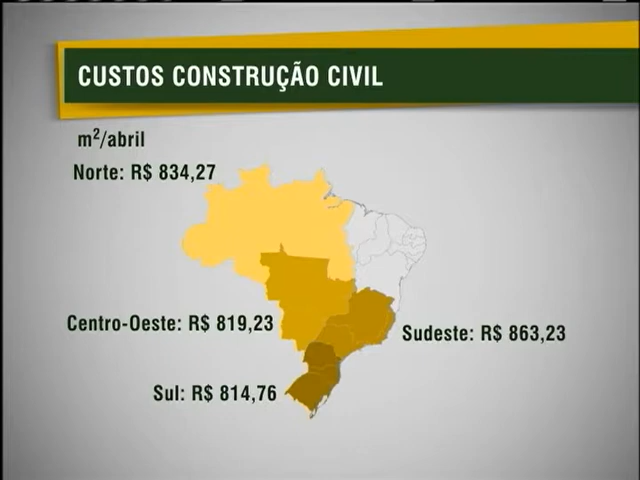 CUSTOS CONSTRUÇÃO CIVIL
m²/abril
Norte: R$ 834,27
Centro-Oeste: R$ 819,23
Sudeste: R$ 863,23
Sul: R$ 814,76